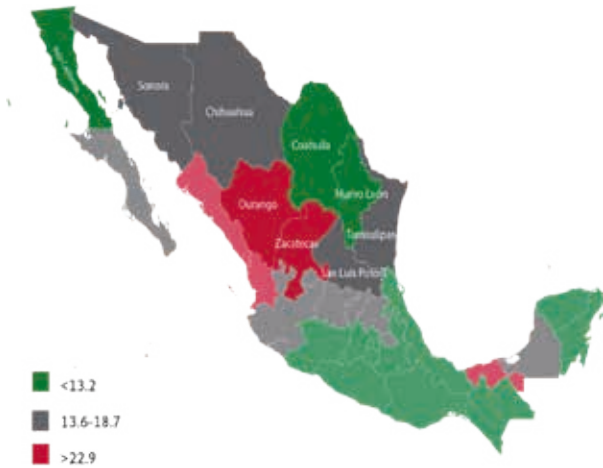 Sonora
Chihuahua
Coahuila
Nuevo León
Durango
Tamaulipas
Zacatecas
San Luis Potosí
<13.2
13.6-18.7
>22.9